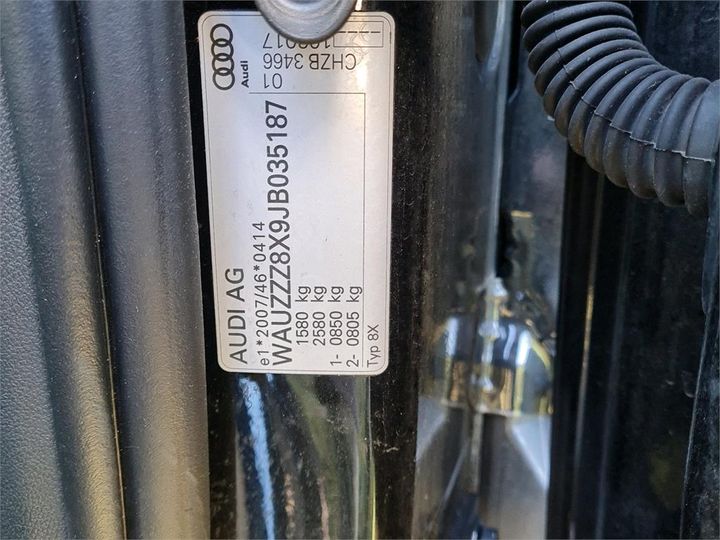 AUDI AG
e1*2007/46*0414
WAUZZZ8X9JB035187
1580 kg
2580 kg
1- 0850 kg
2- 0805 kg
Typ 8X
Audi
01
CHZB 3466